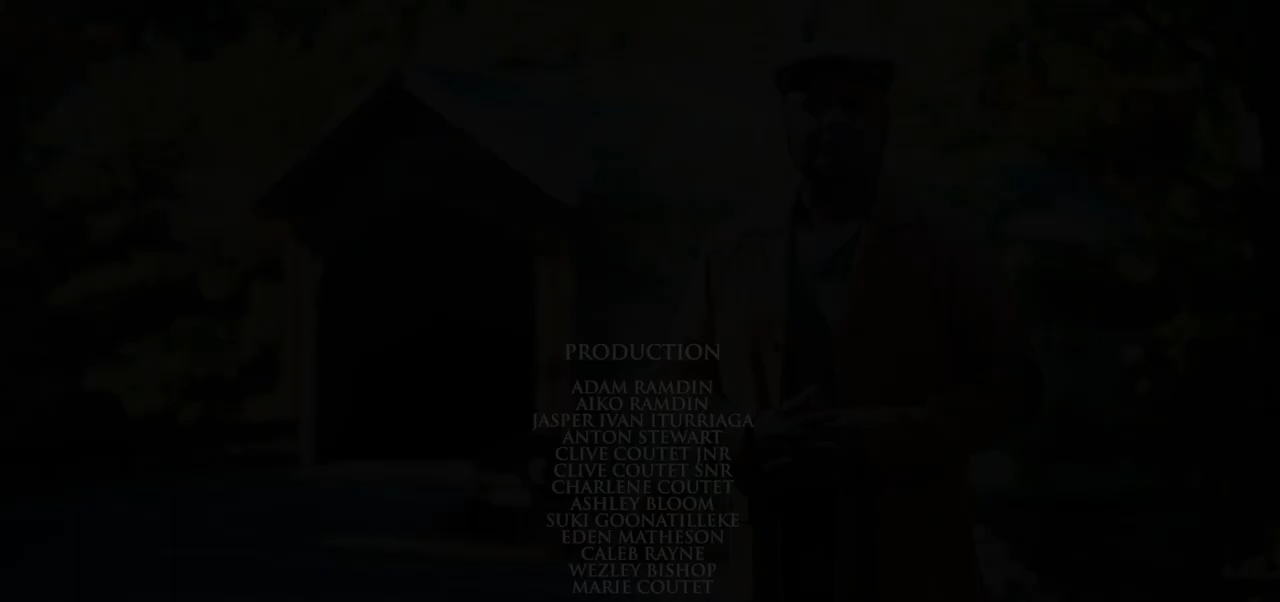 PRODUCTION
ADAM RAMDIN
AIKO RAMDIN
JASPER IVAN ITURRIAGA
ANTON STEWART
CLIVE COUTET JNR
CLIVE COUTET SNR
CHARLENE COUTET
ASHLEY BLOOM
SUKI GOONATILLEKE
EDEN MATHESON
CALEB RAYNE
WEZLEY BISHOP
MARIE COUTET